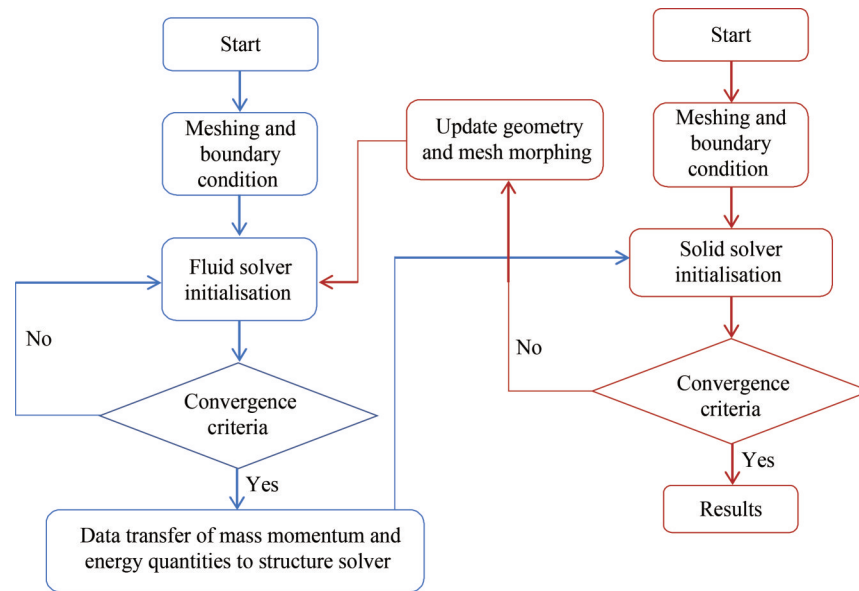 Start
Meshing and
boundary
condition
Fluid solver
initialisation
No
Convergence
criteria
Yes
Data transfer of mass momentum and
energy quantities to structure solver
Update geometry
and mesh morphing
Start
Meshing and
boundary
condition
Solid solver
initialisation
No
Convergence
criteria
Yes
Results